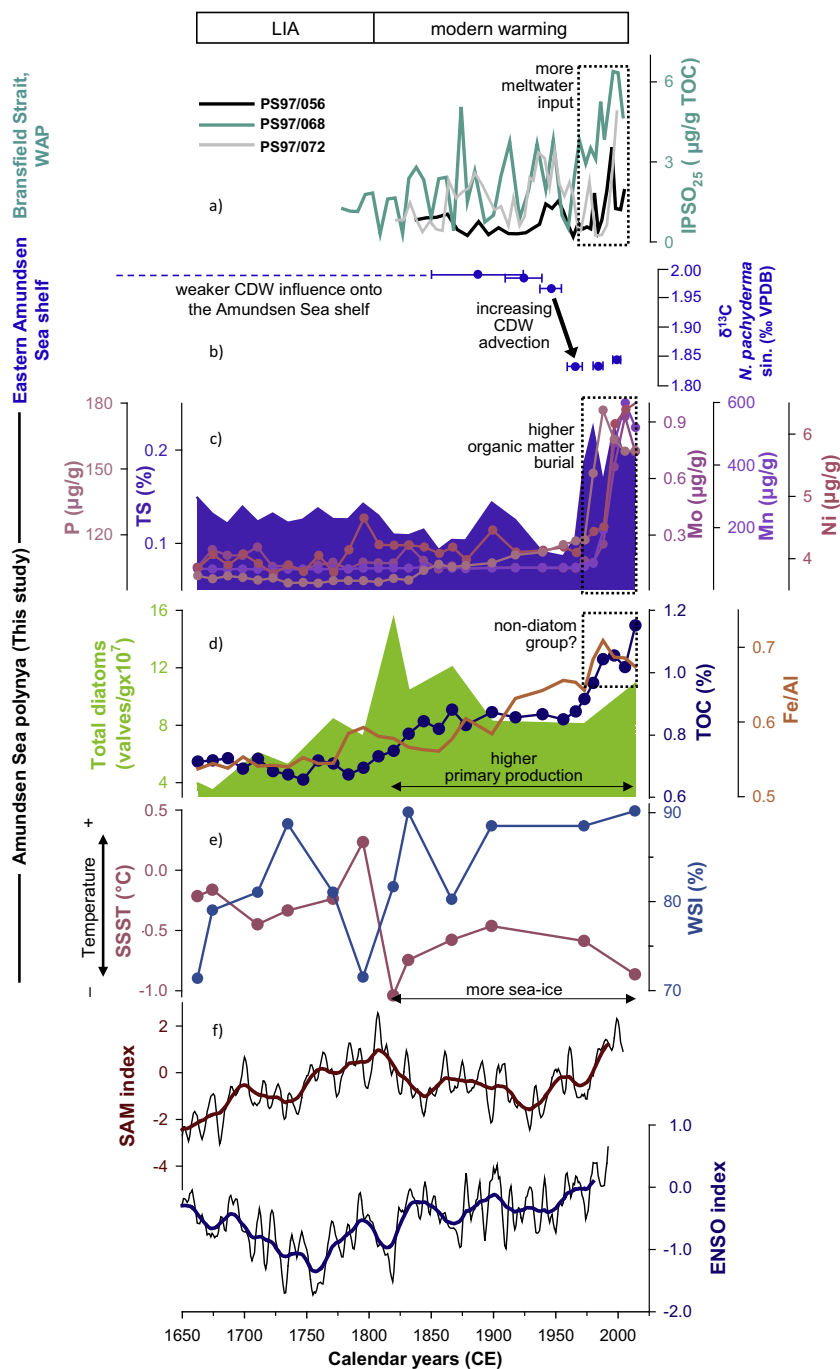 LIA
modern warming
Bransfield Strait,
WAP
more
meltwater
input
PS97/056
PS97/068
PS97/072
a)
6
3
0
IPSO25 ( µg/g TOC)
Eastern Amundsen
Sea shelf
weaker CDW influence onto
the Amundsen Sea shelf
increasing
CDW
advection
b)
2.00
1.95
1.90
1.85
1.80
δ13C
N. pachyderma
sin. (‰ VPDB)
Amundsen Sea polynya (This study)
180
150
120
P (µg/g)
0.2
0.1
TS (%)
c)
higher
organic matter
burial
0.9
0.6
0.3
Mo (µg/g)
600
400
200
Mn (µg/g)
6
5
4
Ni (µg/g)
16
12
8
4
Total diatoms
(valves/gx10⁷)
d)
non-diatom
group?
higher
primary production
1.2
1.0
0.8
0.6
TOC (%)
0.7
0.6
0.5
Fe/Al
+
Temperature
–
0.5
0.0
-0.5
-1.0
SSST (°C)
e)
more sea-ice
90
80
70
WSI (%)
f)
2
0
-2
-4
SAM index
1.0
0.0
-1.0
-2.0
ENSO index
1650
1700
1750
1800
1850
1900
1950
2000
Calendar years (CE)